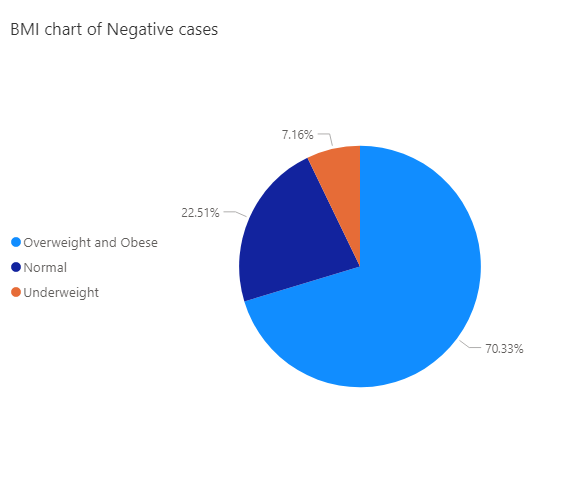 BMI chart of Negative cases
7.16%
22.51%
Overweight and Obese
Normal
Underweight
70.33%